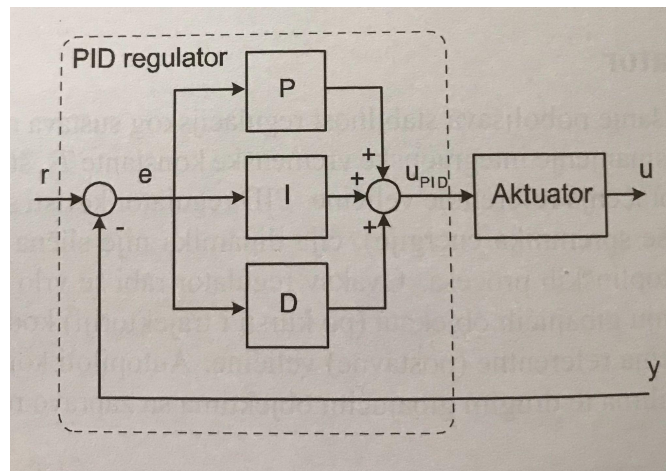 PID regulator
P
r
e
+
+
I
+
u_PID
Aktuator
u
-
D
y